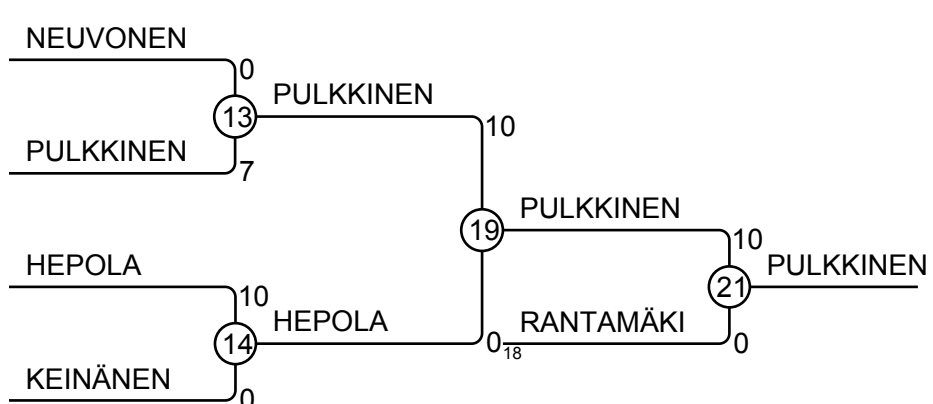 NEUVONEN
0
13
PULKKINEN
10
PULKKINEN
7
19
PULKKINEN
10
21
PULKKINEN
HEPOLA
10
14
HEPOLA
0
18
RANTAMÄKI
0
KEINÄNEN
0